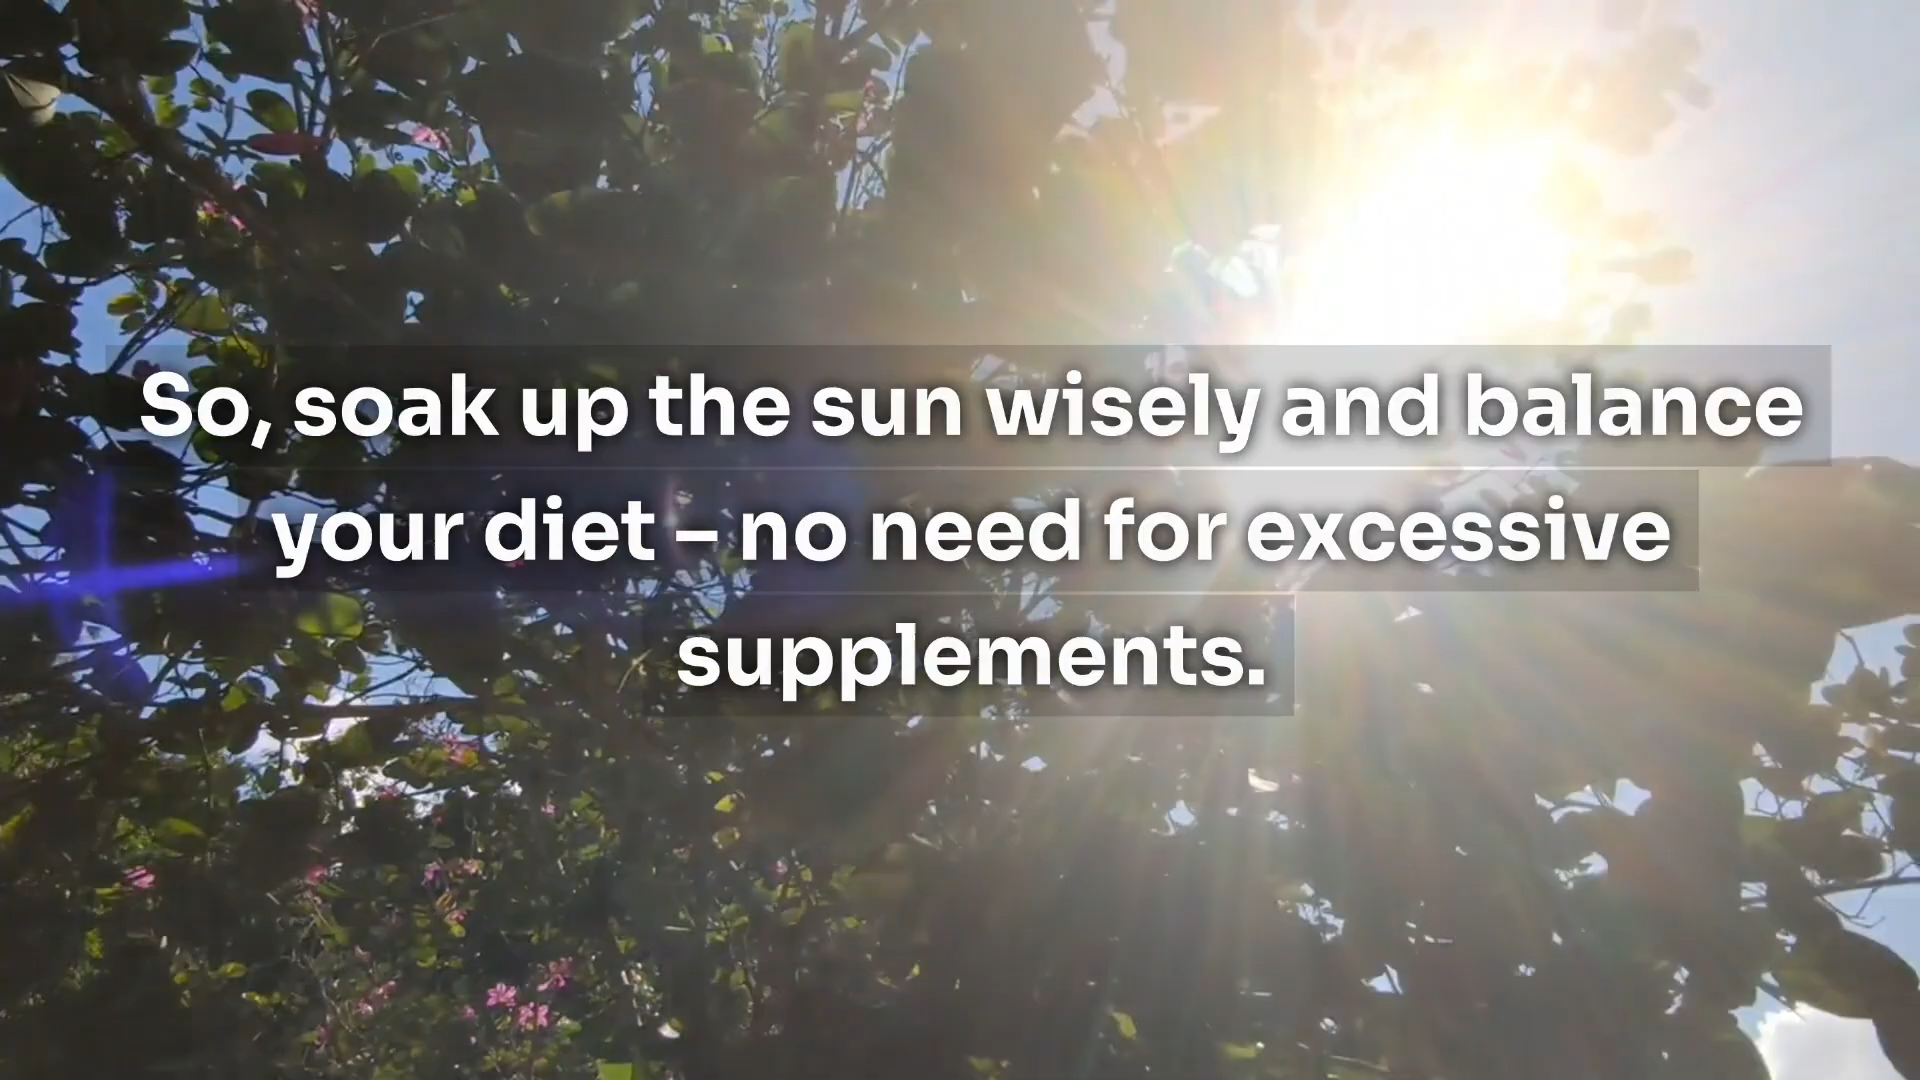 So, soak up the sun wisely and balance
your diet – no need for excessive
supplements.